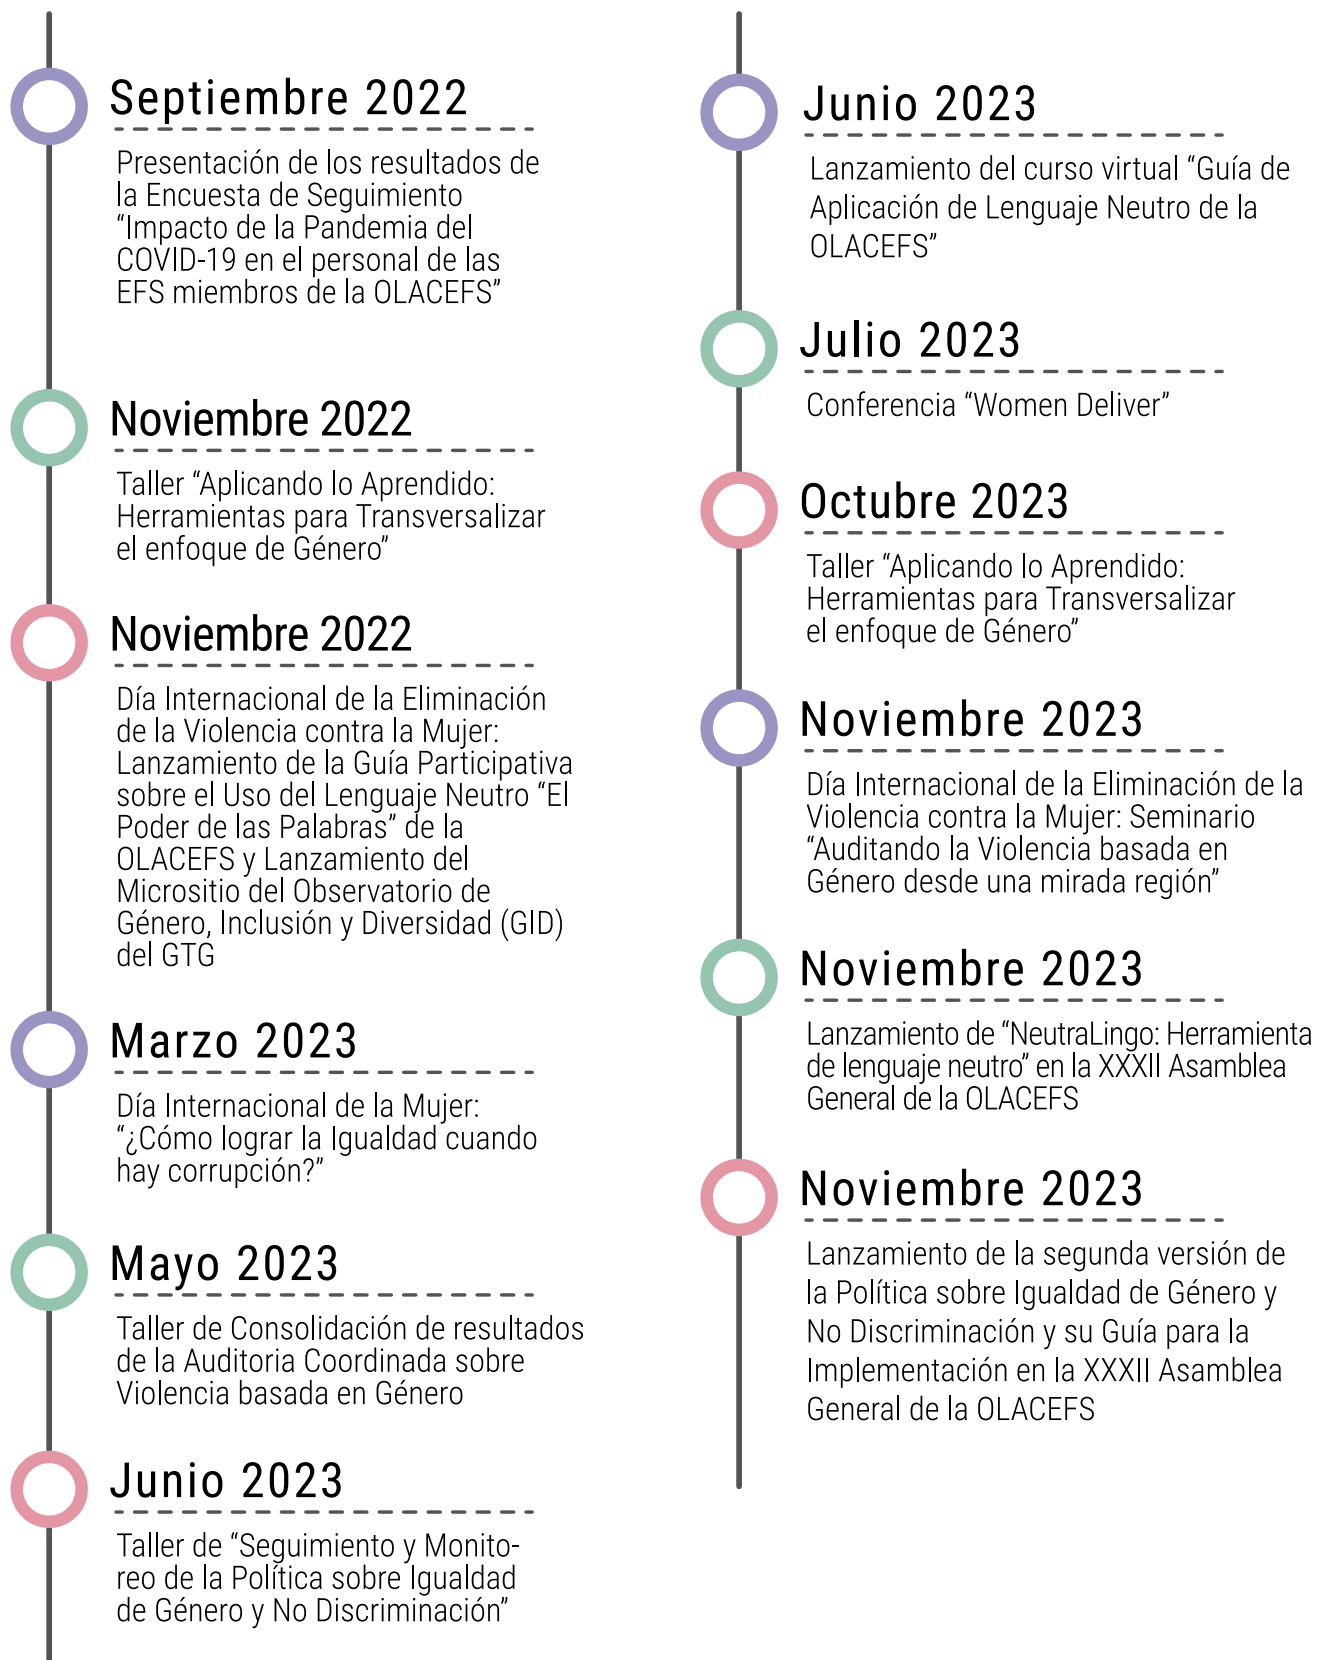 Septiembre 2022
Presentación de los resultados de
la Encuesta de Seguimiento
“Impacto de la Pandemia del
COVID-19 en el personal de las
EFS miembros de la OLACEFS”
Noviembre 2022
Taller “Aplicando lo Aprendido:
Herramientas para Transversalizar
el enfoque de Género”
Noviembre 2022
Día Internacional de la Eliminación
de la Violencia contra la Mujer:
Lanzamiento de la Guía Participativa
sobre el Uso del Lenguaje Neutro “El
Poder de las Palabras” de la
OLACEFS y Lanzamiento del
Micrositio del Observatorio de
Género, Inclusión y Diversidad (GID)
del GTG
Marzo 2023
Día Internacional de la Mujer:
“¿Cómo lograr la Igualdad cuando
hay corrupción?”
Mayo 2023
Taller de Consolidación de resultados
de la Auditoria Coordinada sobre
Violencia basada en Género
Junio 2023
Taller de “Seguimiento y Monito-
reo de la Política sobre Igualdad
de Género y No Discriminación”
Junio 2023
Lanzamiento del curso virtual “Guía de
Aplicación de Lenguaje Neutro de la
OLACEFS”
Julio 2023
Conferencia “Women Deliver”
Octubre 2023
Taller “Aplicando lo Aprendido:
Herramientas para Transversalizar
el enfoque de Género”
Noviembre 2023
Día Internacional de la Eliminación de la
Violencia contra la Mujer: Seminario
“Auditando la Violencia basada en
Género desde una mirada región”
Noviembre 2023
Lanzamiento de “NeutraLingo: Herramienta
de lenguaje neutro” en la XXXII Asamblea
General de la OLACEFS
Noviembre 2023
Lanzamiento de la segunda versión de
la Política sobre Igualdad de Género y
No Discriminación y su Guía para la
Implementación en la XXXII Asamblea
General de la OLACEFS